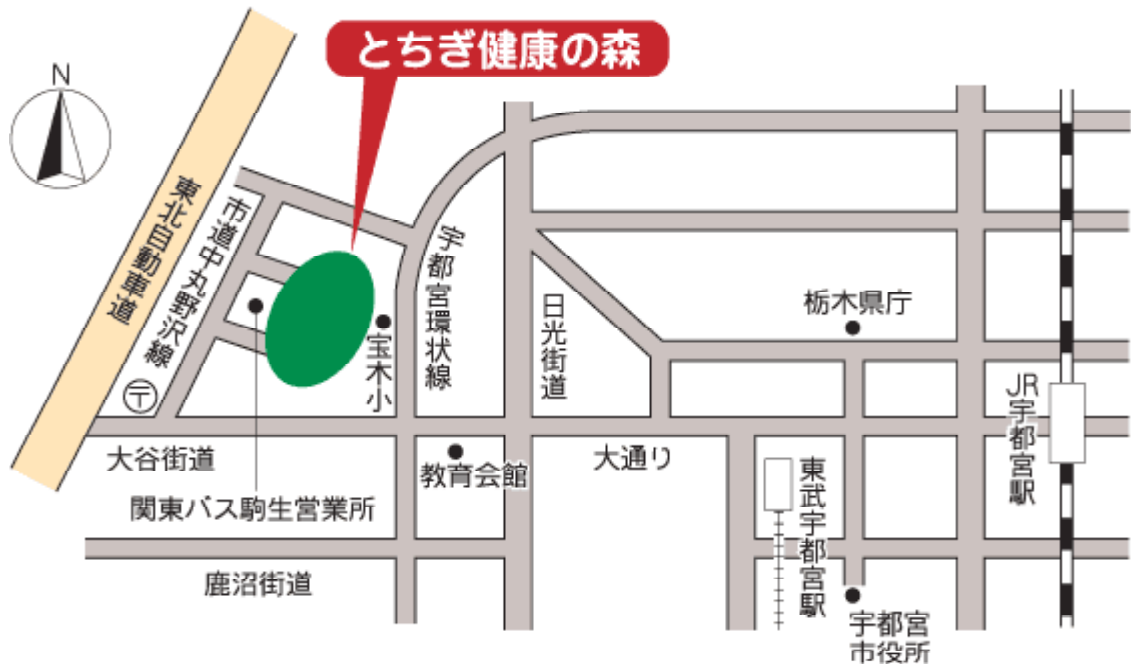 とちぎ健康の森
N
東北自動車道
市道中丸野沢線
宇都宮環状線
日光街道
栃木県庁
宝木小
〒
JR宇都宮駅
大谷街道
教育会館
大通り
東武宇都宮駅
関東バス駒生営業所
鹿沼街道
宇都宮
市役所